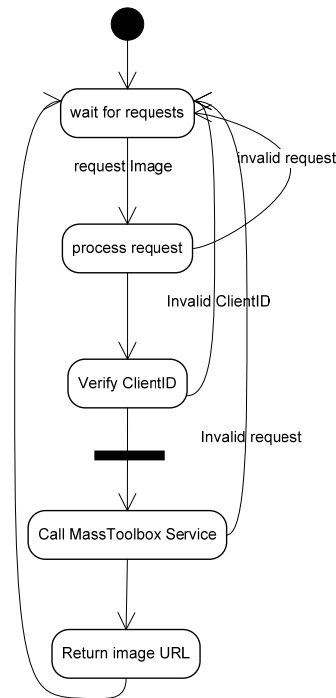 wait for requests
request Image
invalid request
process request
Invalid ClientID
Verify ClientID
Invalid request
Call MassToolbox Service
Return image URL